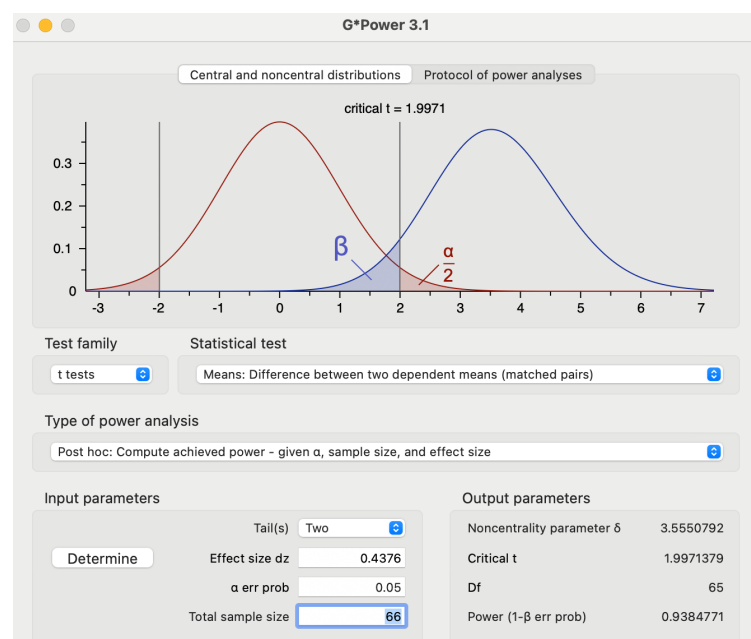 G*Power 3.1
Central and noncentral distributions Protocol of power analyses
critical t = 1.9971
0.3
0.2
β
α
0.1
2
0
-3 -2 -1 0 1 2 3 4 5 6 7
Test family Statistical test
t tests Means: Difference between two dependent means (matched pairs)
Type of power analysis
Post hoc: Compute achieved power - given α, sample size, and effect size
Input parameters Output parameters
Tail(s) Two Noncentrality parameter δ 3.5550792
Determine Effect size dz 0.4376 Critical t 1.9971379
α err prob 0.05 Df 65
Total sample size 66 Power (1-β err prob) 0.9384771